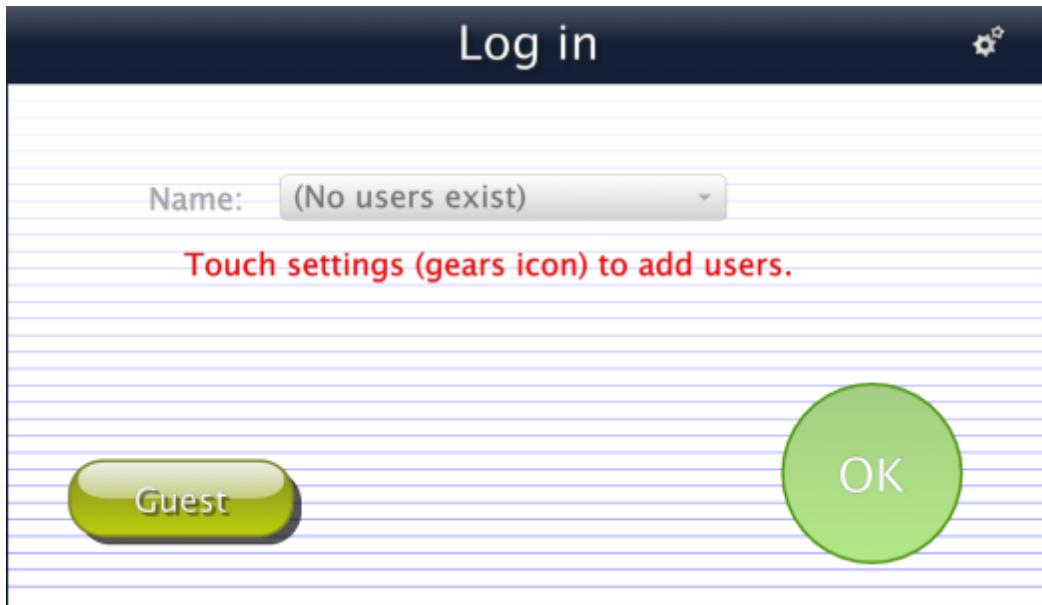 Log in
Name: (No users exist)
Touch settings (gears icon) to add users.
OK
Guest